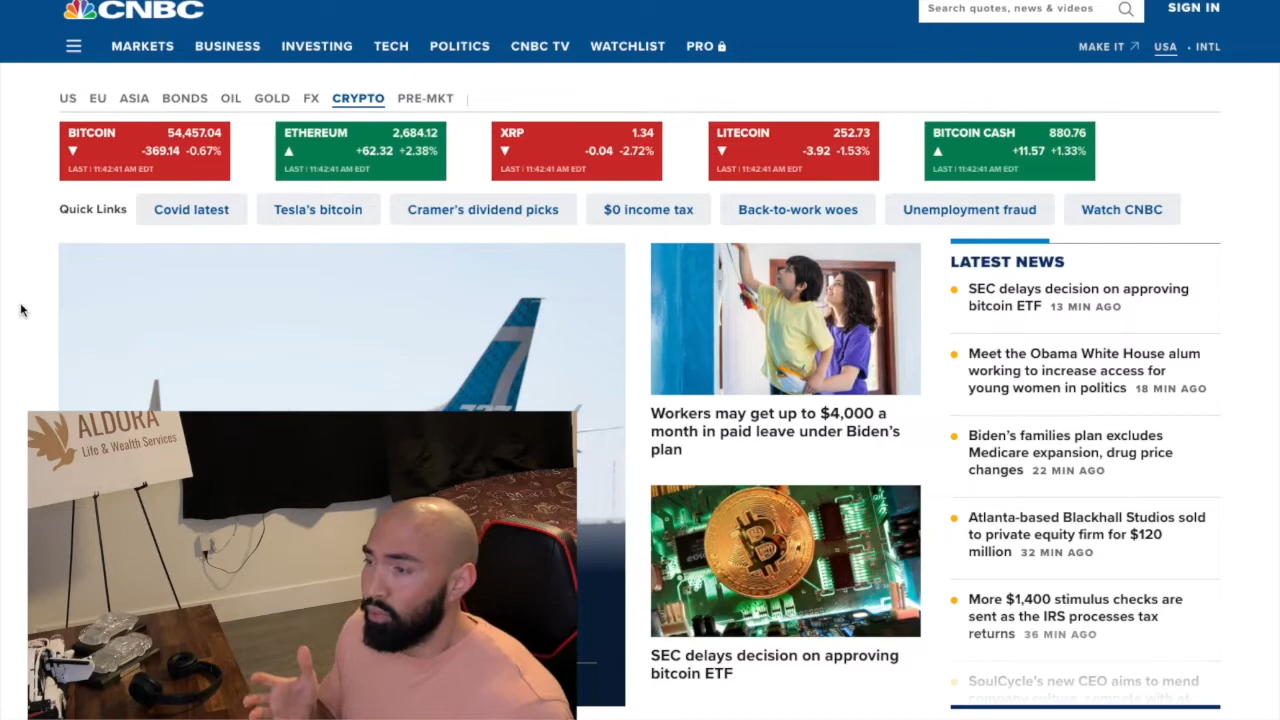 CNBC
Search quotes, news & videos
SIGN IN
MARKETS BUSINESS INVESTING TECH POLITICS CNBC TV WATCHLIST PRO
MAKE IT USA • INTL
US EU ASIA BONDS OIL GOLD FX CRYPTO PRE-MKT
BITCOIN 54,457.04
▼ -369.14 -0.67%
LAST | 11:42:41 AM EDT
ETHEREUM 2,684.12
▲ +62.32 +2.38%
LAST | 11:42:41 AM EDT
XRP 1.34
▼ -0.04 -2.72%
LAST | 11:42:41 AM EDT
LITECOIN 252.73
▼ -3.92 -1.53%
LAST | 11:42:41 AM EDT
BITCOIN CASH 880.76
▲ +11.57 +1.33%
LAST | 11:42:41 AM EDT
Quick Links Covid latest Tesla's bitcoin Cramer's dividend picks $0 income tax Back-to-work woes Unemployment fraud Watch CNBC
7
ALDORA
Life & Wealth Services
Workers may get up to $4,000 a
month in paid leave under Biden's
plan
SEC delays decision on approving
bitcoin ETF
LATEST NEWS
SEC delays decision on approving
bitcoin ETF 13 MIN AGO
Meet the Obama White House alum
working to increase access for
young women in politics 18 MIN AGO
Biden's families plan excludes
Medicare expansion, drug price
changes 22 MIN AGO
Atlanta-based Blackhall Studios sold
to private equity firm for $120
million 32 MIN AGO
More $1,400 stimulus checks are
sent as the IRS processes tax
returns 36 MIN AGO
SoulCycle's new CEO aims to mend